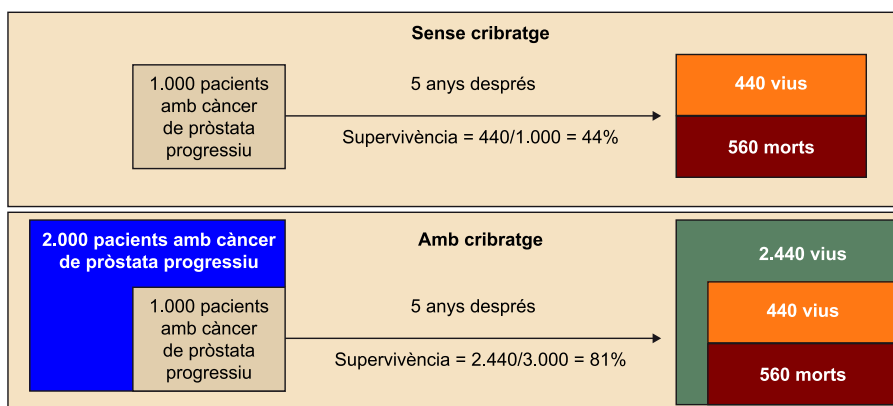 Sense cribratge
1.000 pacients
amb càncer
de pròstata
progressiu
5 anys després
Supervivència = 440/1.000 = 44%
440 vius
560 morts
2.000 pacients amb càncer
de pròstata progressiu
1.000 pacients
amb càncer
de pròstata
progressiu
Amb cribratge
5 anys després
Supervivència = 2.440/3.000 = 81%
2.440 vius
440 vius
560 morts